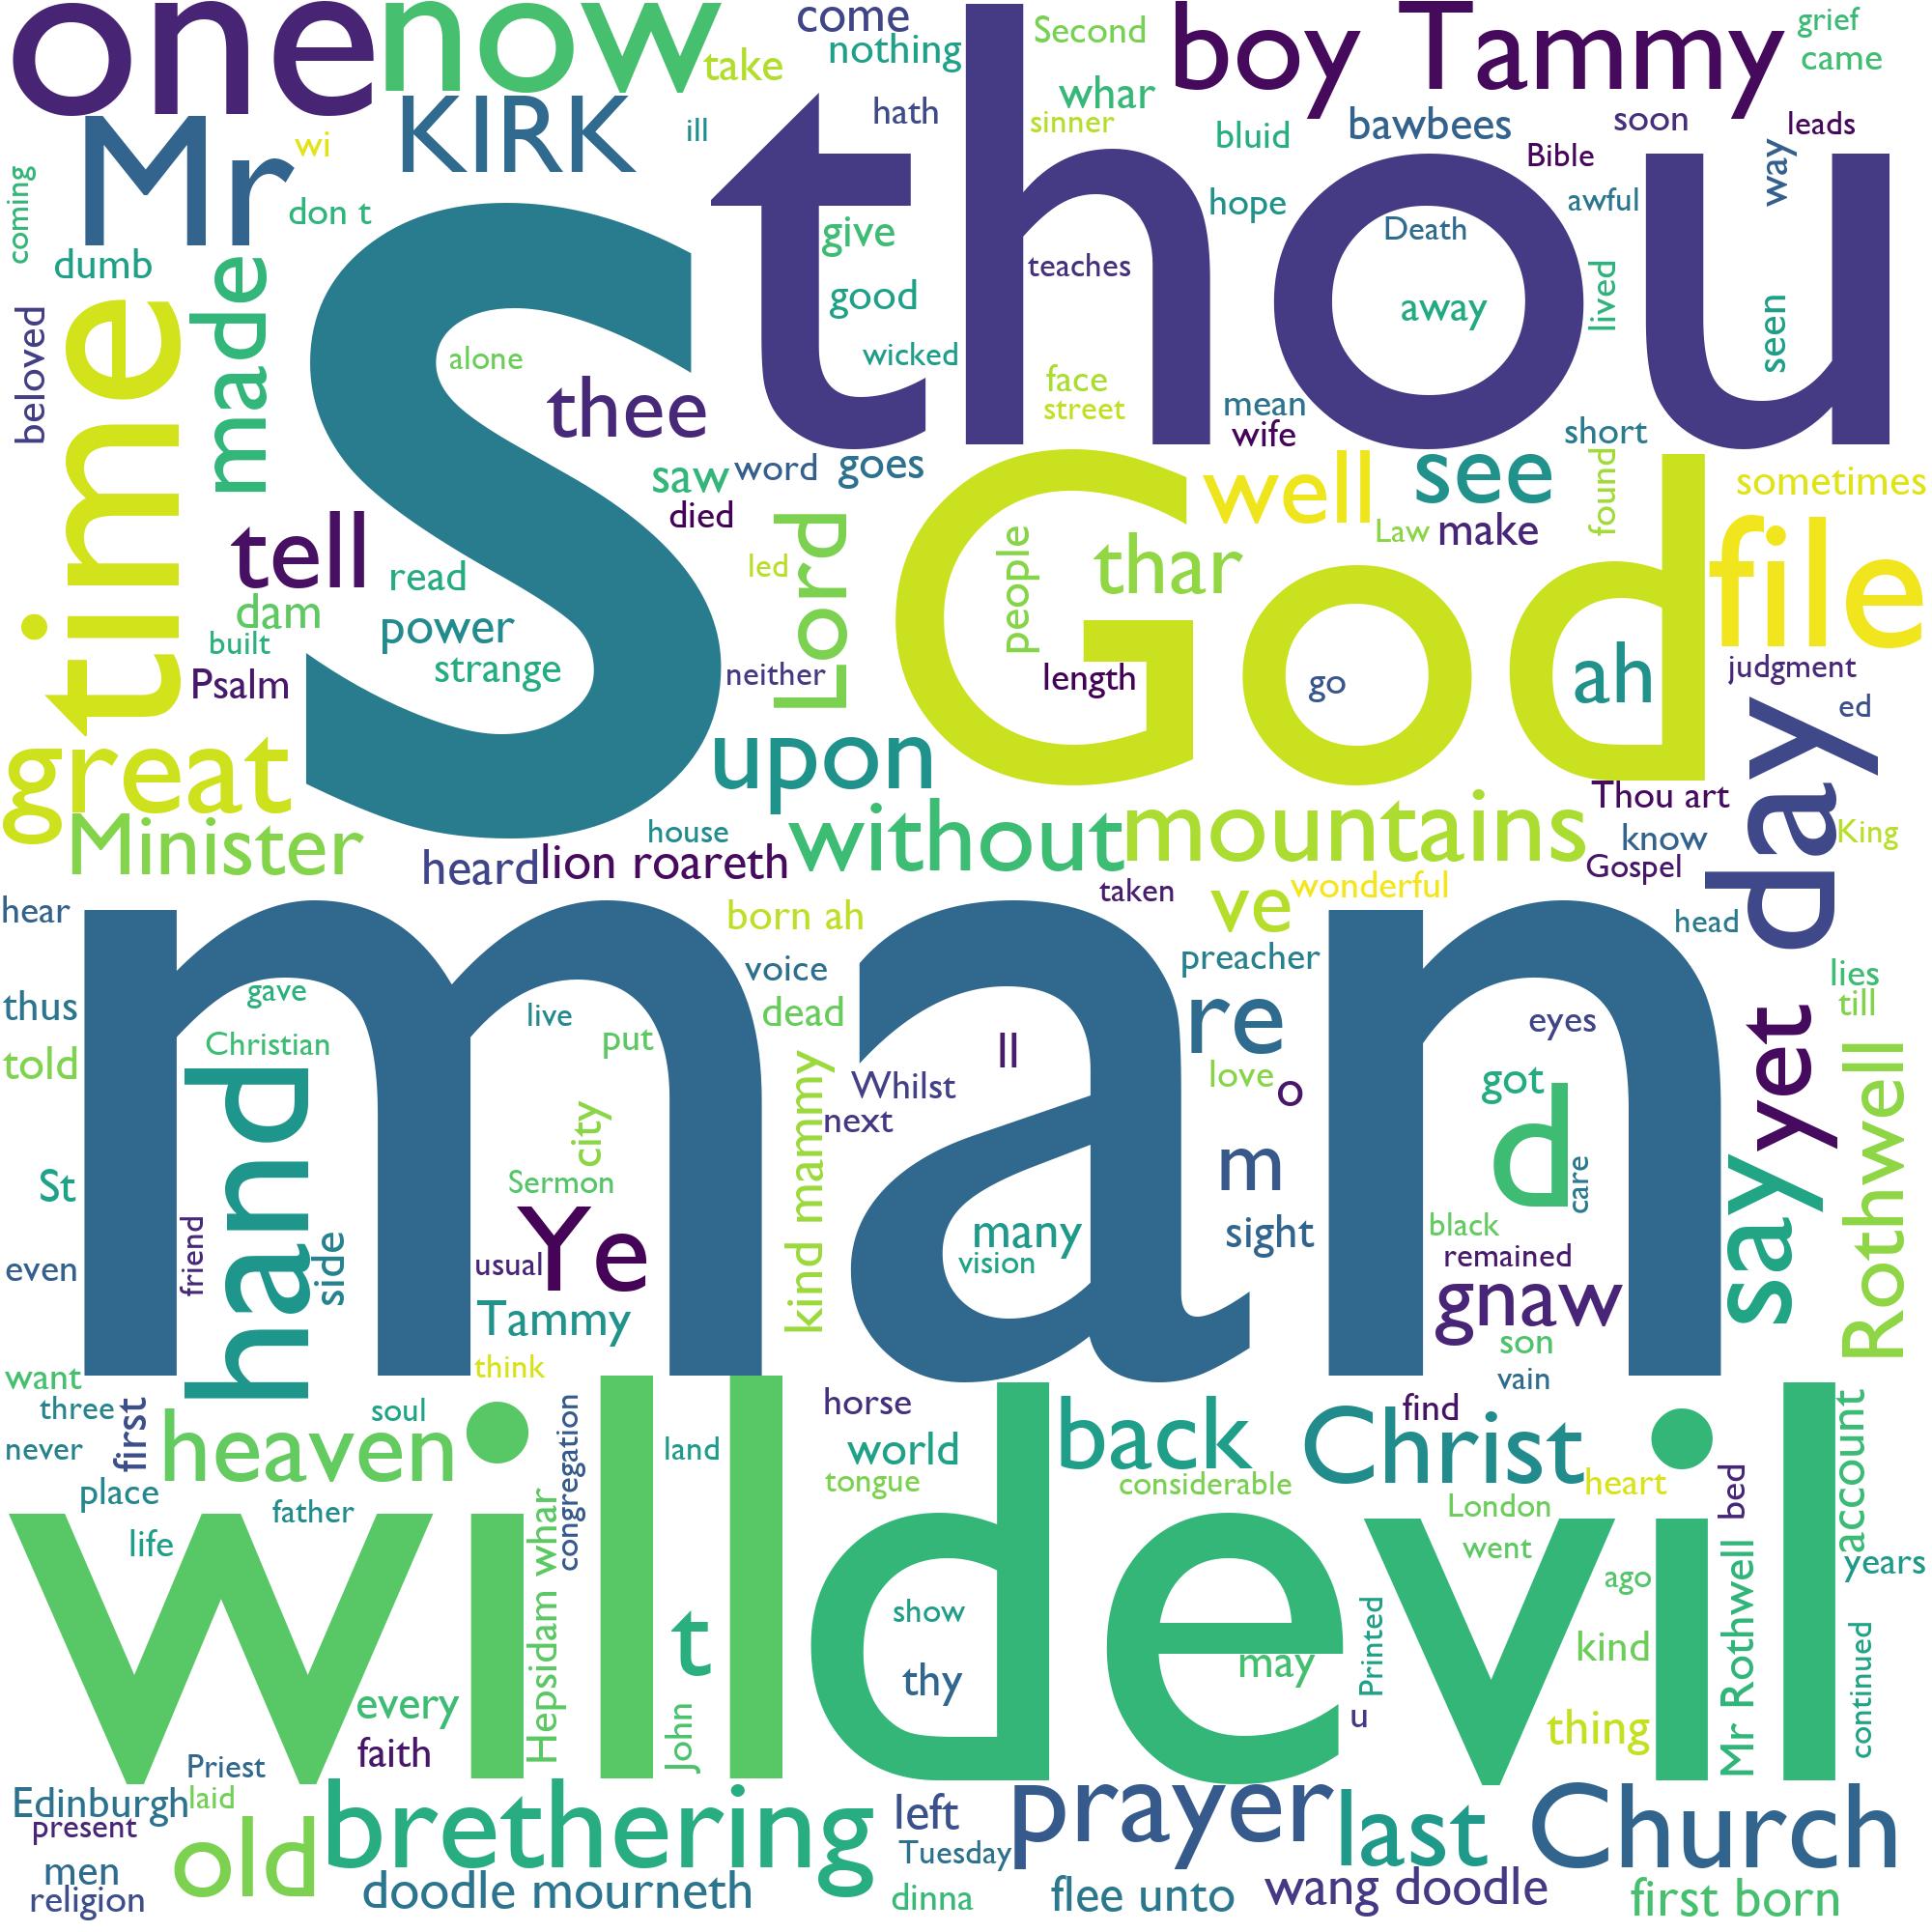 one
now
take
come
nothing
Second
whar
boy Tammy
grief
came
Mr
wi
KIRK
ill
hath
sinner
bluid
bawbees
Bible
soon
leads
way
coming
dumb
don t
made
S
thou
give
good
wicked
teaches
hope
Death
away
awful
lived
seen
beloved
time
alone
thee
face
street
mean
wife
short
found
saw
word
goes
died
well
see
Law
make
sometimes
file
tell
read
dam
built
power
strange
Psalm
led
Lord
neither
God
people
thar
length
go
ah
judgment
ed
day
great
Minister
upon
house
heard
lion roareth
without
mountains
Thou art
know
Gospel
King
taken
ve
wonderful
head
hear
man
born ah
voice
dead
preacher
lies
till
thus
told
gave
Christian
live
put
Whilst
next
ll
re
love
o
eyes
got
d
care
yet
say
Rothwell
hand
St
even
friend
side
city
Sermon
Ye
usual
Tammy
think
kind mammy
many
vision
m
sight
black
remained
gnaw
son
vain
want
three
never
first
place
heaven
soul
father
life
congregation
Hepsidam whar
land
horse
world
tongue
back
considerable
Christ
find
heart
London
went
bed
account
years
ago
will
devil
t
John
every
faith
show
thy
may
Printed
u
kind
thing
Mr Rothwell
continued
Priest
laid
Edinburgh
present
men
religion
old
brethering
doodle mourneth
left
Tuesday
dinna
prayer
flee unto
last
wang doodle
Church
first born